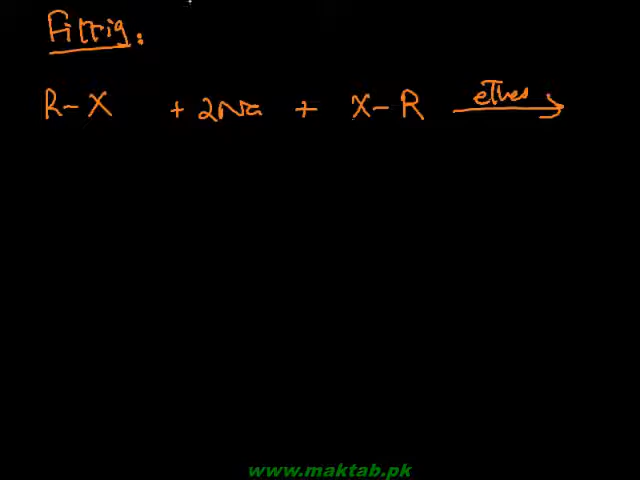 Fittig:
R-X + 2Na + X-R ether
www.maktab.pk